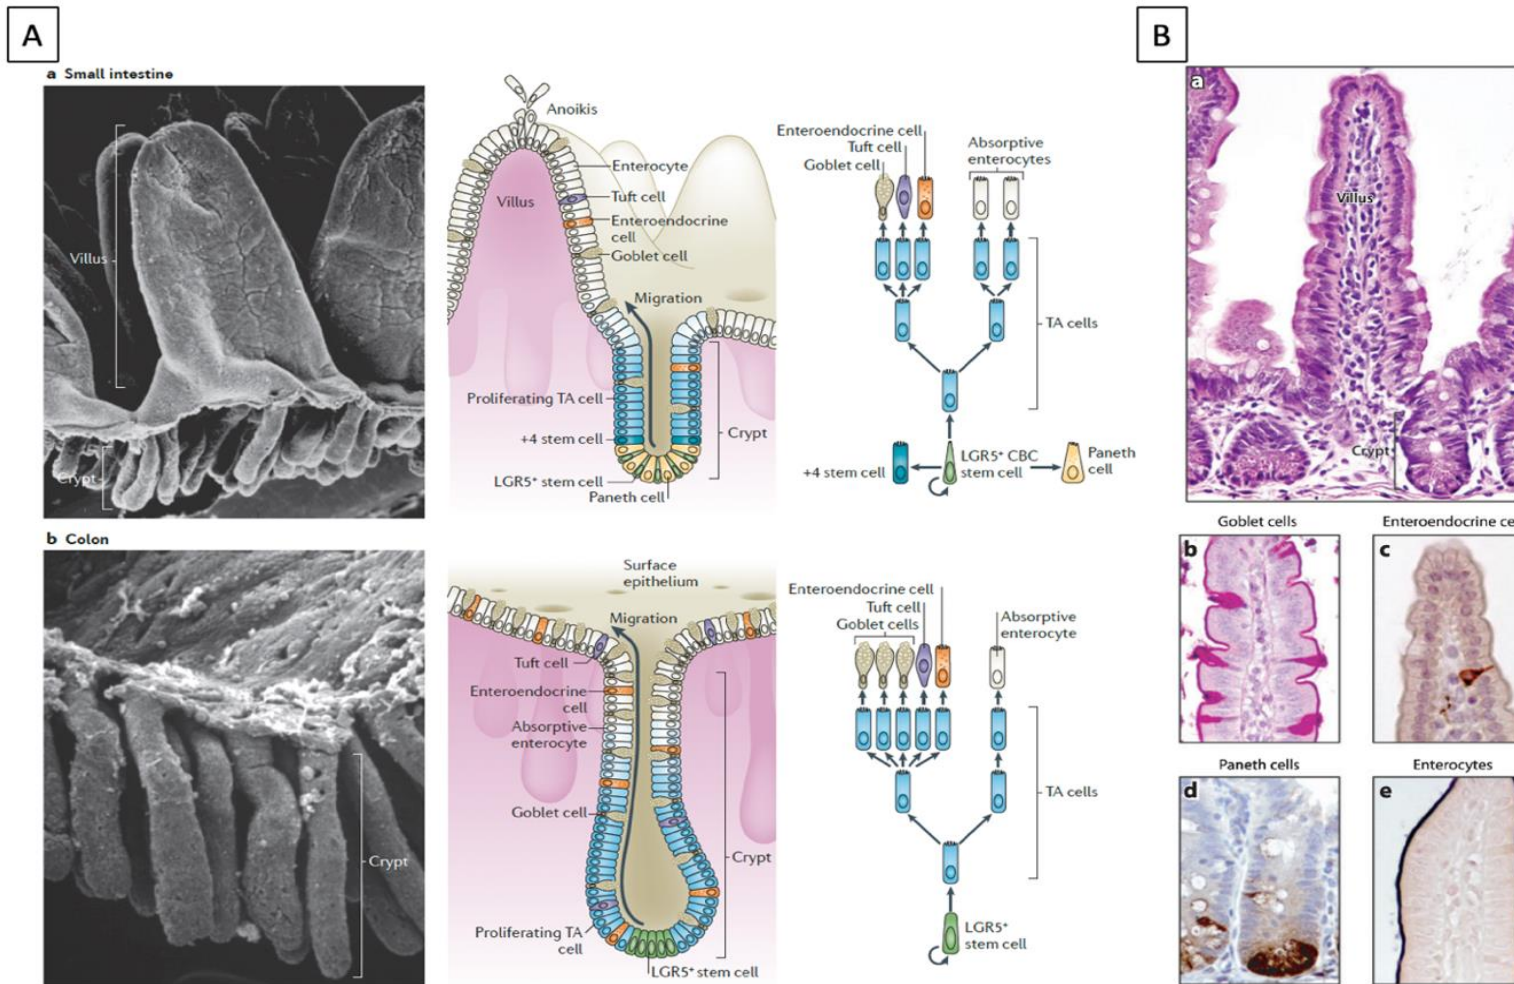 A
a Small intestine
Villus
Crypt
Anoikis
Enterocyte
Tuft cell
Enteroendocrine
cell
Goblet cell
Villus
Migration
Proliferating TA cell
+4 stem cell
LGR5⁺ stem cell
Paneth cell
Crypt
Enteroendocrine cell
Tuft cell
Goblet cell
Absorptive
enterocytes
TA cells
+4 stem cell
LGR5⁺ CBC
stem cell
Paneth
cell
b Colon
Crypt
Surface
epithelium
Migration
Tuft cell
Enteroendocrine
cell
Absorptive
enterocyte
Goblet cell
Crypt
Proliferating TA
cell
LGR5⁺ stem cell
Enteroendocrine cell
Tuft cell
Goblet cells
Absorptive
enterocyte
TA cells
LGR5⁺
stem cell
B
a
Villus
Crypt
Goblet cells
b
Enteroendocrine ce
c
Paneth cells
d
Enterocytes
e